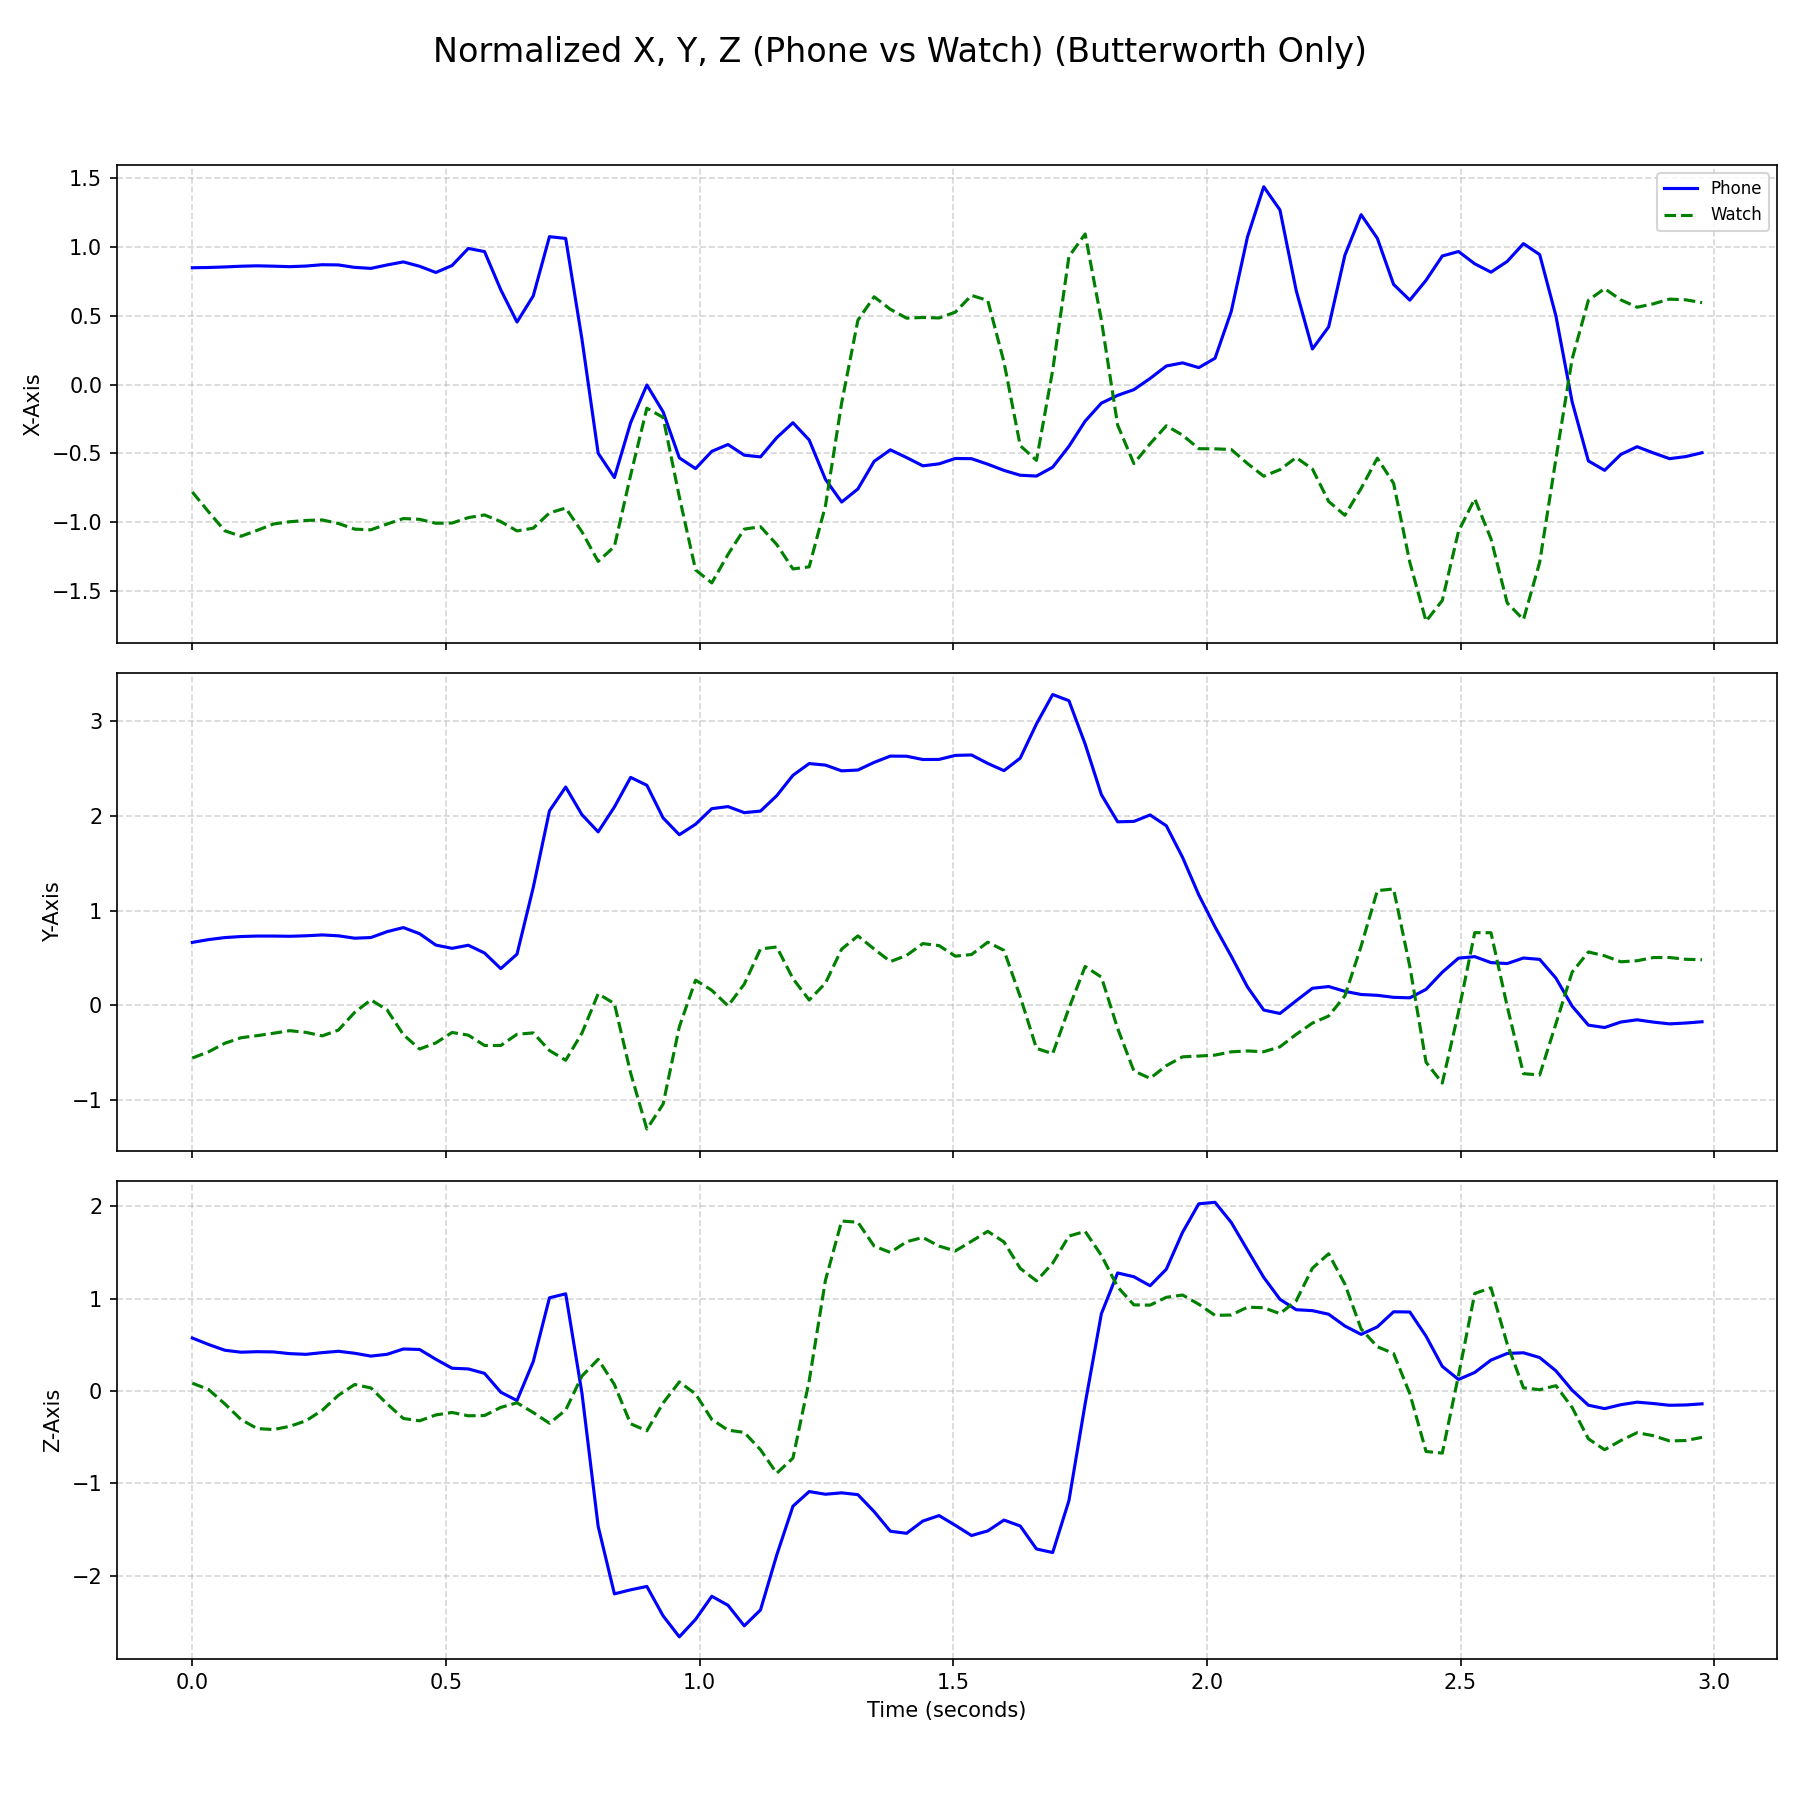 Normalized X, Y, Z (Phone vs Watch) (Butterworth Only)
Phone
Watch
1.5
1.0
0.5
0.0
−0.5
−1.0
−1.5
X-Axis
3
2
1
0
−1
Y-Axis
2
1
0
−1
−2
Z-Axis
0.0 0.5 1.0 1.5 2.0 2.5 3.0
Time (seconds)